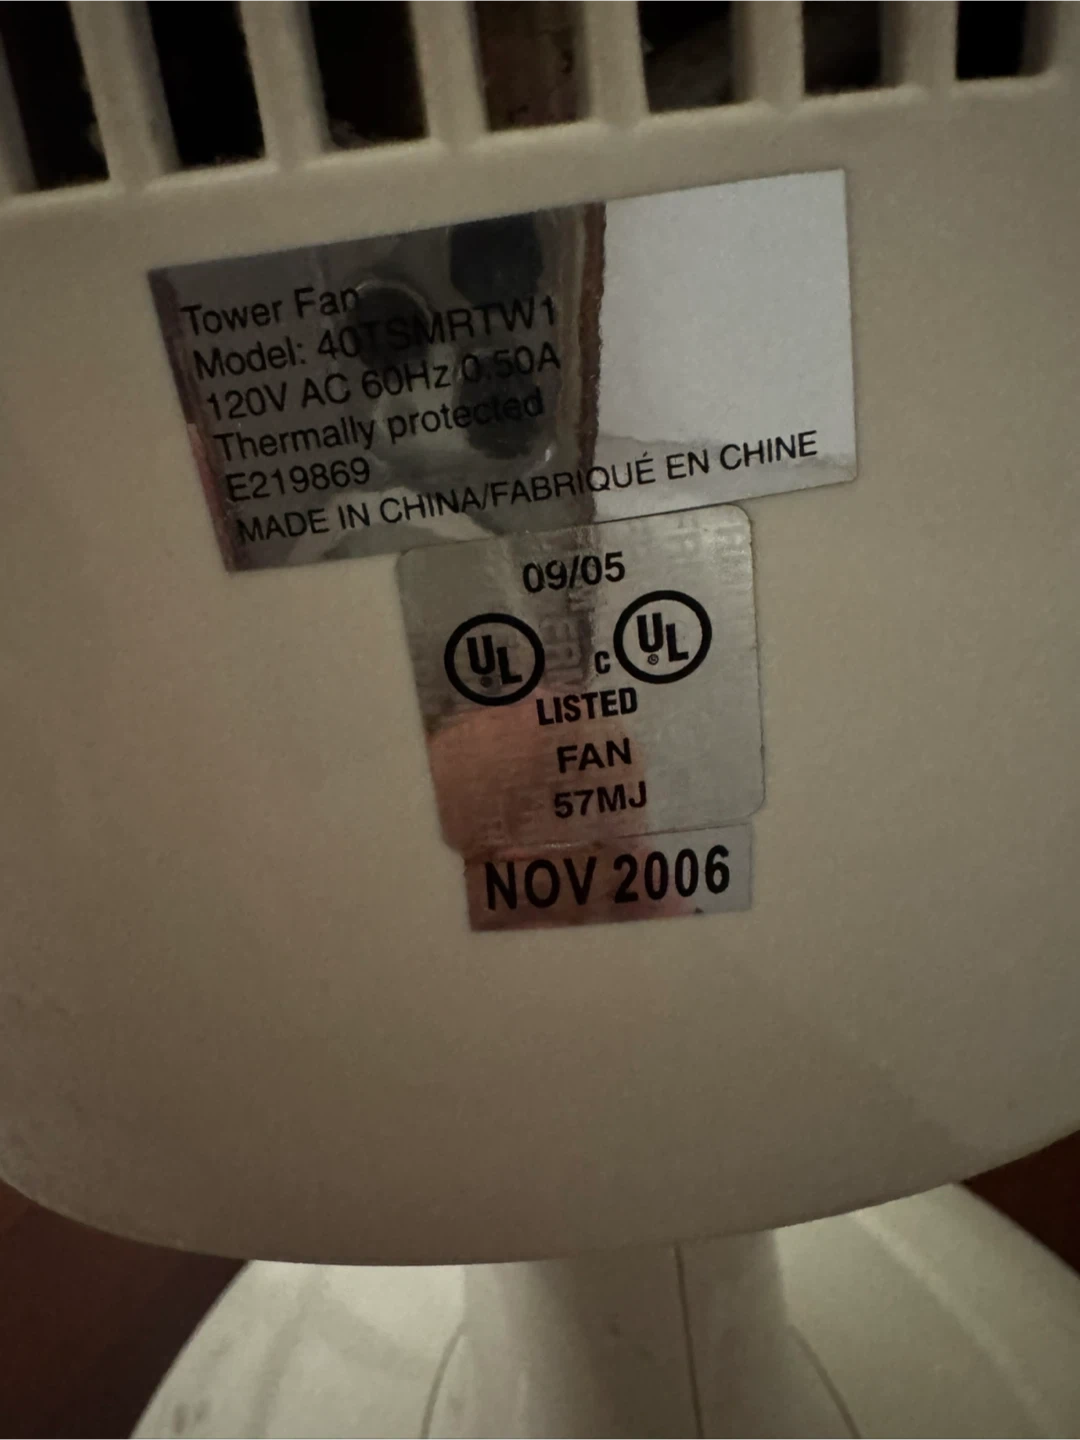 Tower Fan
Model: 40TSMRTW1
120V AC 60Hz 0.50A
Thermally protected
E219869
MADE IN CHINA/FABRIQUÉ EN CHINE
09/05
UL c UL
LISTED
FAN
57MJ
NOV 2006